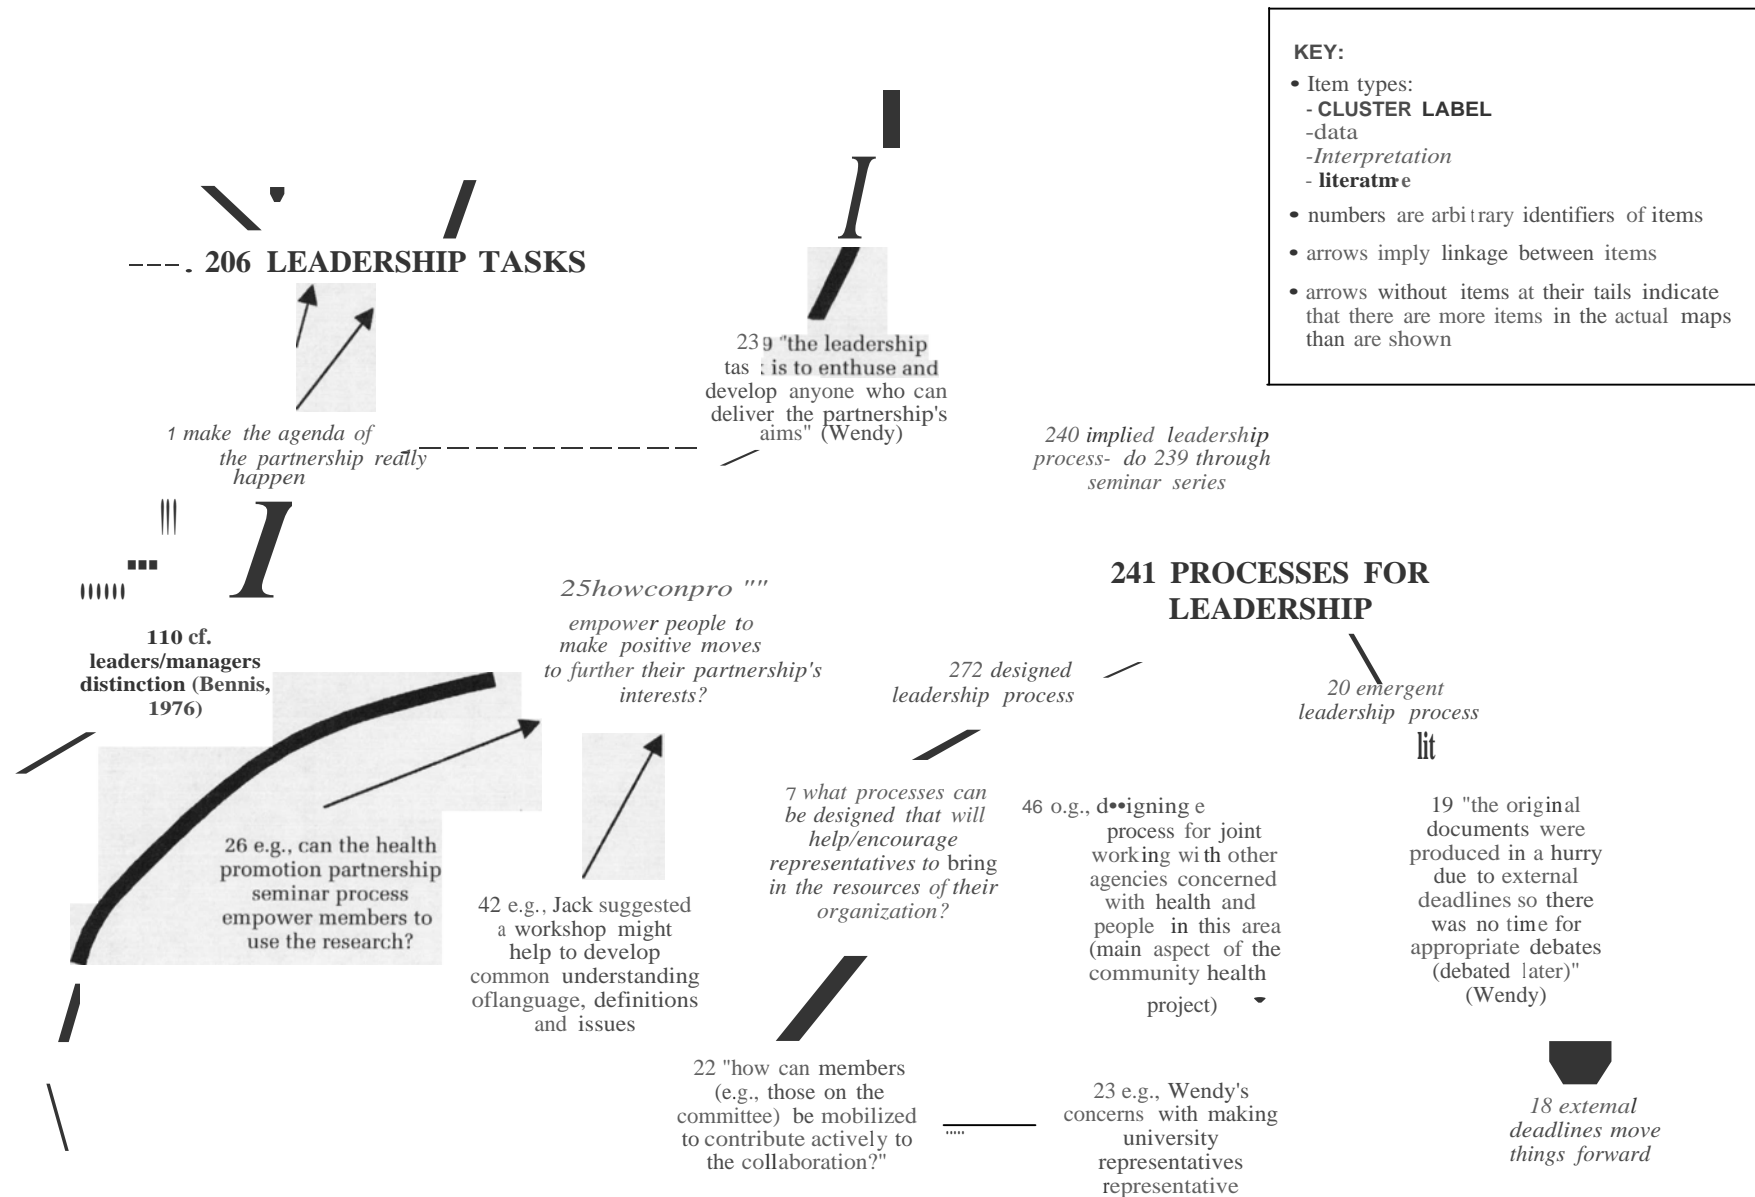 KEY:
• Item types:
- CLUSTER LABEL
-data
-Interpretation
- literatm·e
• numbers are arbitrary identifiers of items
• arrows imply linkage between items
• arrows without items at their tails indicate
that there are more items in the actual maps
than are shown
206 LEADERSHIP TASKS
239 "the leadership
tas is to enthuse and
develop anyone who can
deliver the partnership's
aims" (Wendy)
1 make the agenda of
the partnership really
happen
240 implied leadership
process- do 239 through
seminar series
110 cf.
leaders/managers
distinction (Bennis,
1976)
25howconpro ""
empower people to
make positive moves
to further their partnership's
interests?
241 PROCESSES FOR
LEADERSHIP
272 designed
leadership process
20 emergent
leadership process
lit
26 e.g., can the health
promotion partnership
seminar process
empower members to
use the research?
42 e.g., Jack suggested
a workshop might
help to develop
common understanding
oflanguage, definitions
and issues
7 what processes can
be designed that will
help/encourage
representatives to bring
in the resources of their
organization?
46 o.g., d••igning e
process for joint
working with other
agencies concerned
with health and
people in this area
(main aspect of the
community health
project)
19 "the original
documents were
produced in a hurry
due to external
deadlines so there
was no time for
appropriate debates
(debated later)"
(Wendy)
22 "how can members
(e.g., those on the
committee) be mobilized
to contribute actively to
the collaboration?"
23 e.g., Wendy's
concerns with making
university
representatives
representative
18 extemal
deadlines move
things forward